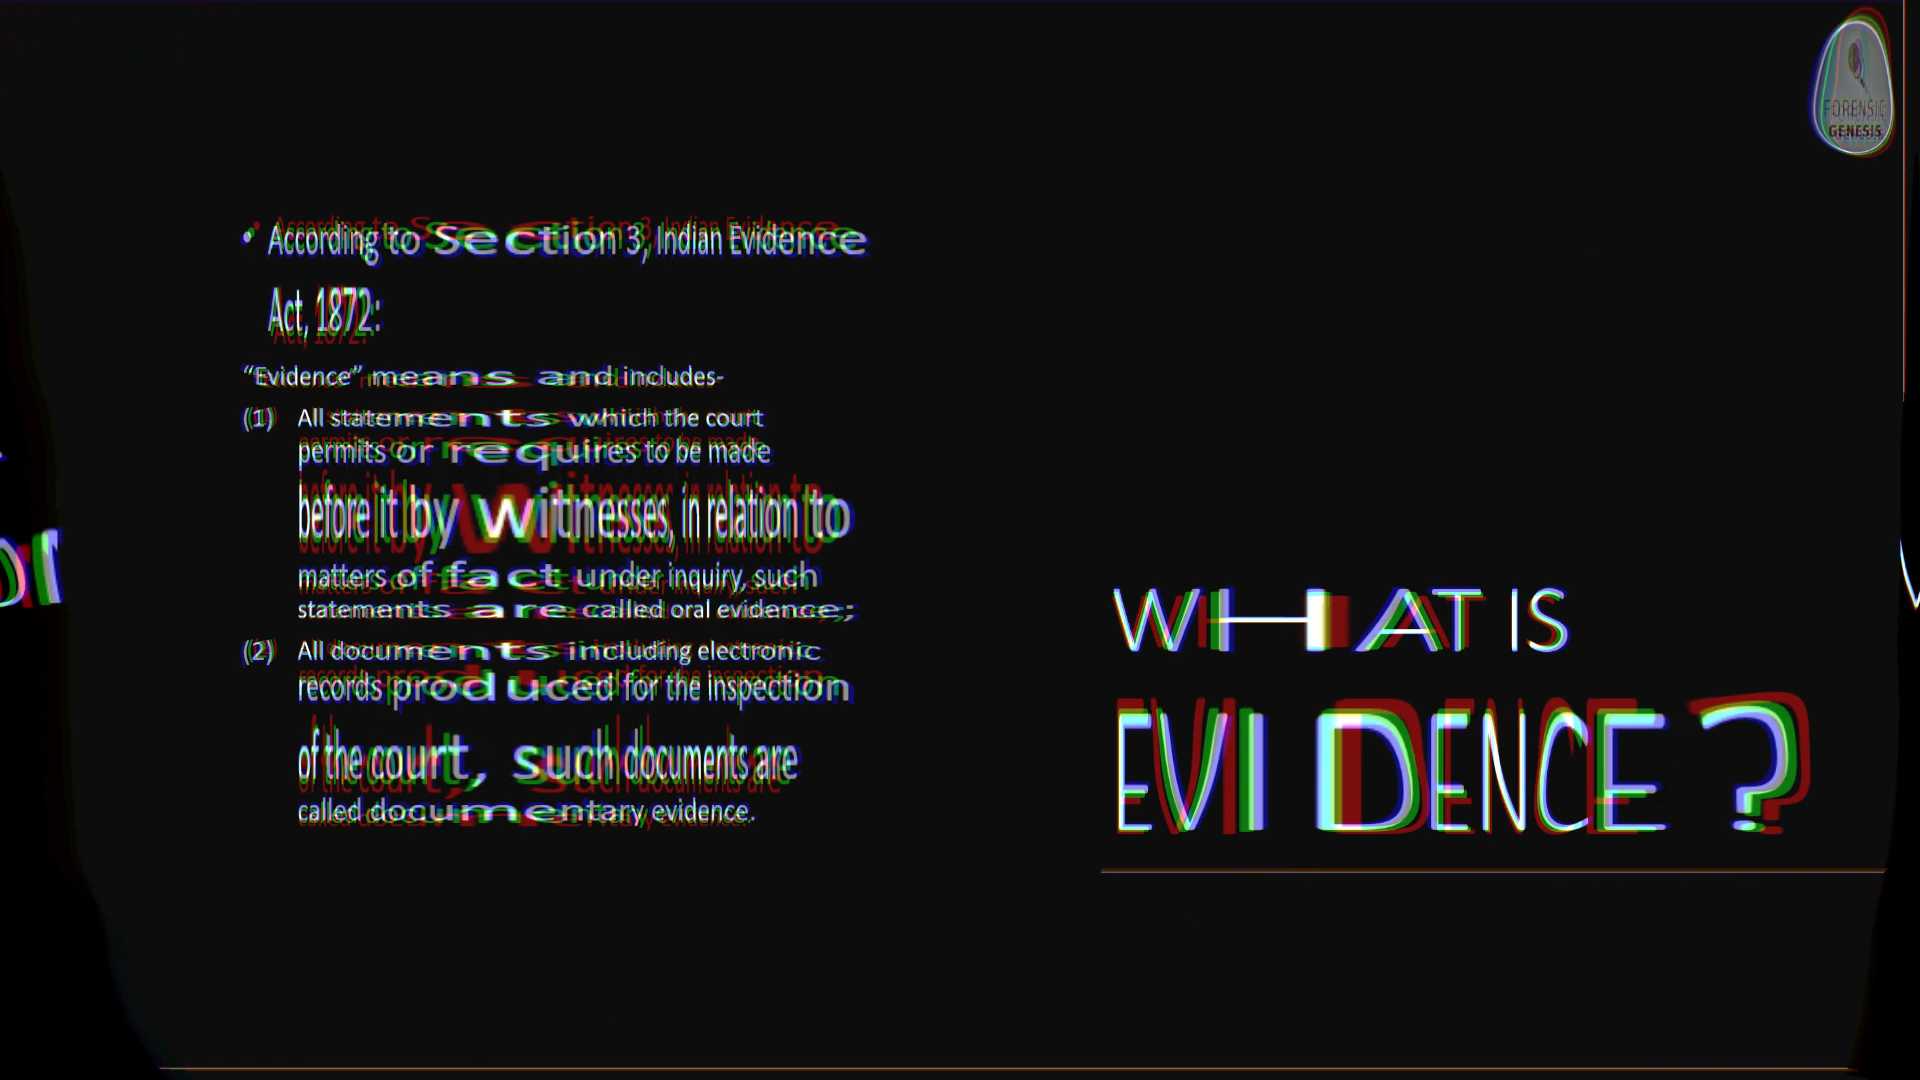 FORENSIC
GENESIS
• According to Section 3, Indian Evidence
Act, 1872:
“Evidence” means and includes-
(1) All statements which the court
permits or requires to be made
before it by witnesses, in relation to
matters of fact under inquiry, such
statements are called oral evidence;
(2) All documents including electronic
records produced for the inspection
of the court, such documents are
called documentary evidence.
WHAT IS
EVIDENCE?